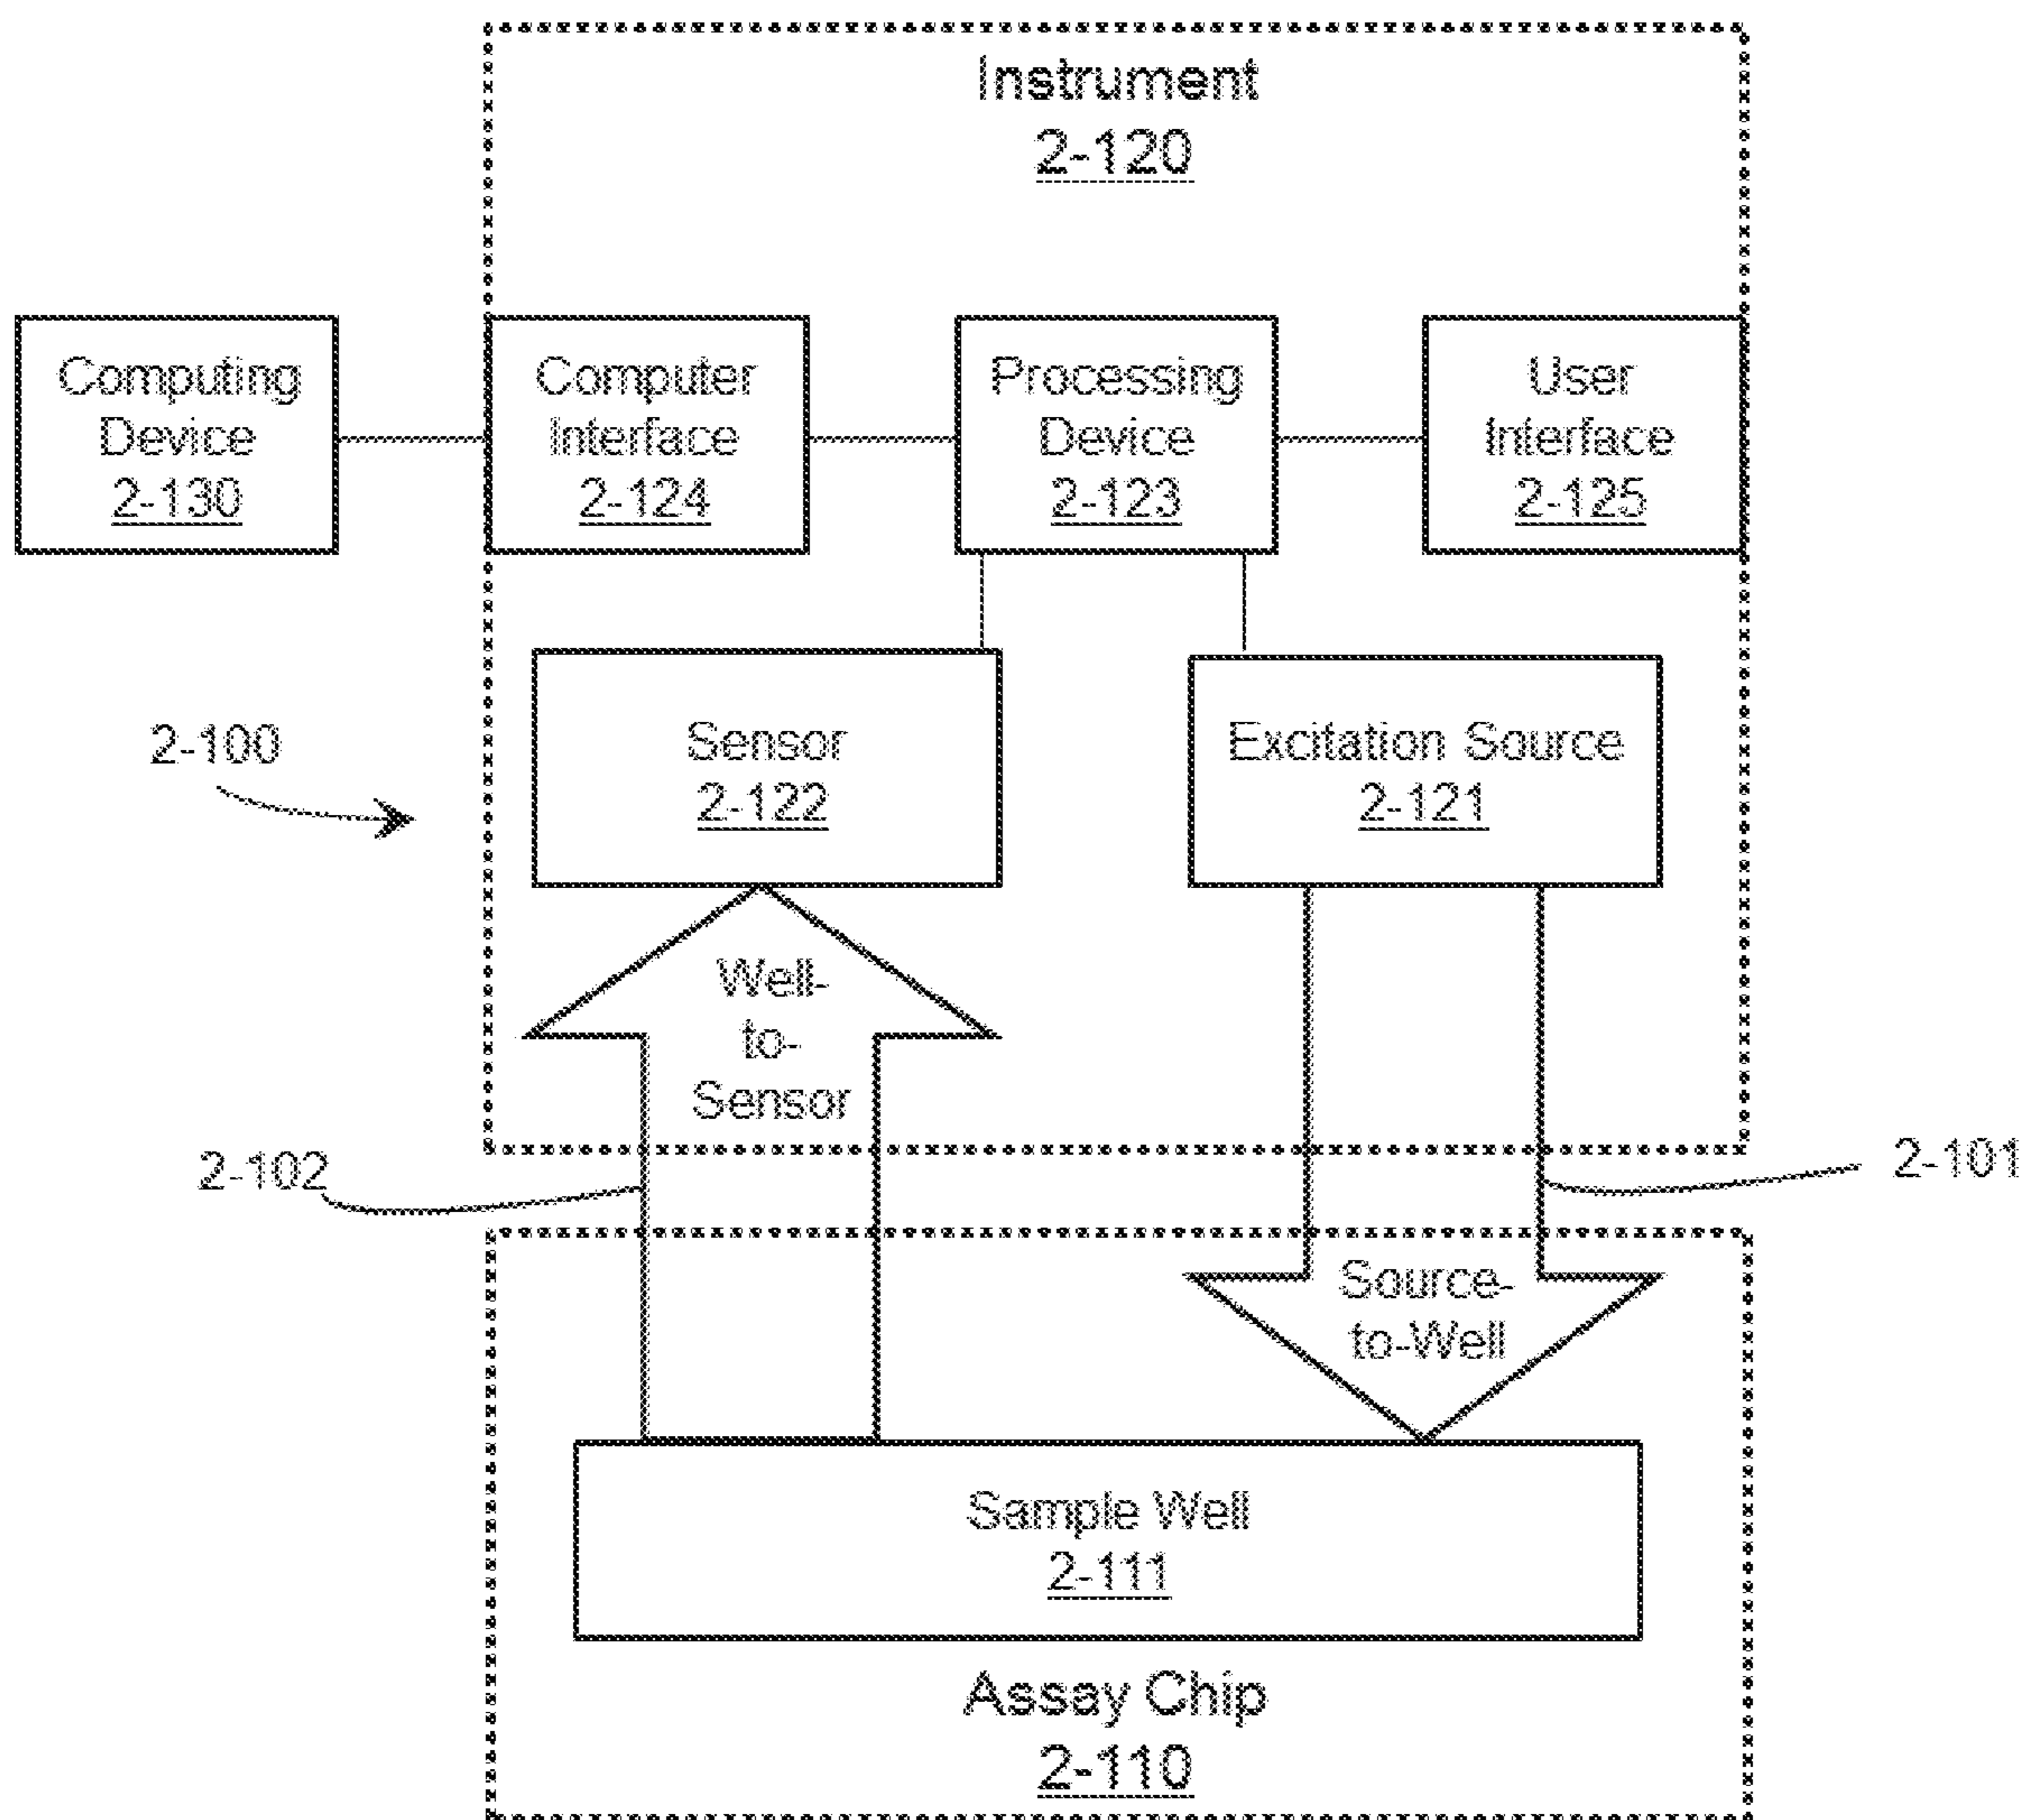 Instrument
2-120
Computing
Device
2-130
Computer
Interface
2-124
Processing
Device
2-123
User
Interface
2-125
2-100
Sensor
2-122
Excitation Source
2-121
Well-
to-
Sensor
2-102
2-101
Source-
to-Well
Sample Well
2-111
Assay Chip
2-110